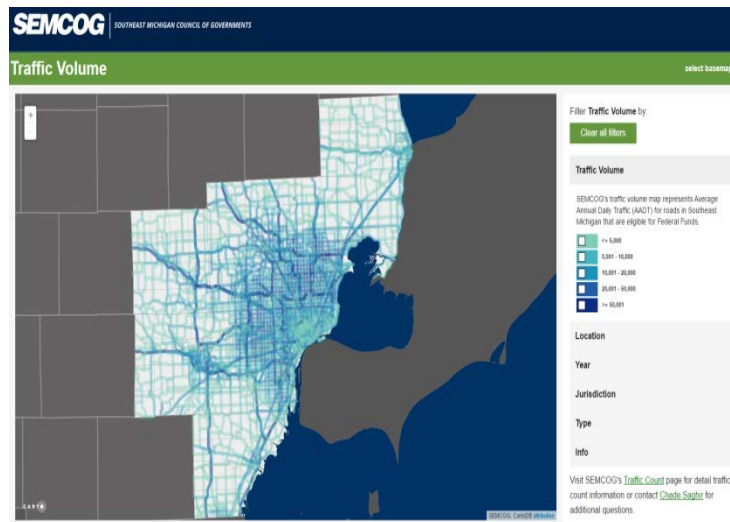 SEMCOG SOUTHEAST MICHIGAN COUNCIL OF GOVERNMENTS
Traffic Volume
select basemap
+
Filter Traffic Volume by:
Clear all filters
Traffic Volume
SEMCOG's traffic volume map represents Average
Annual Daily Traffic (AADT) for roads in Southeast
Michigan that are eligible for Federal Funds.
<= 5,000
5,001 - 10,000
10,001 - 20,000
20,001 - 50,000
>= 50,001
Location
Year
Jurisdiction
Type
Info
Visit SEMCOG's Traffic Count page for detail traffic
count information or contact Chade Saghir for
additional questions.
CARTO
SEMCOG, CartoDB attribution